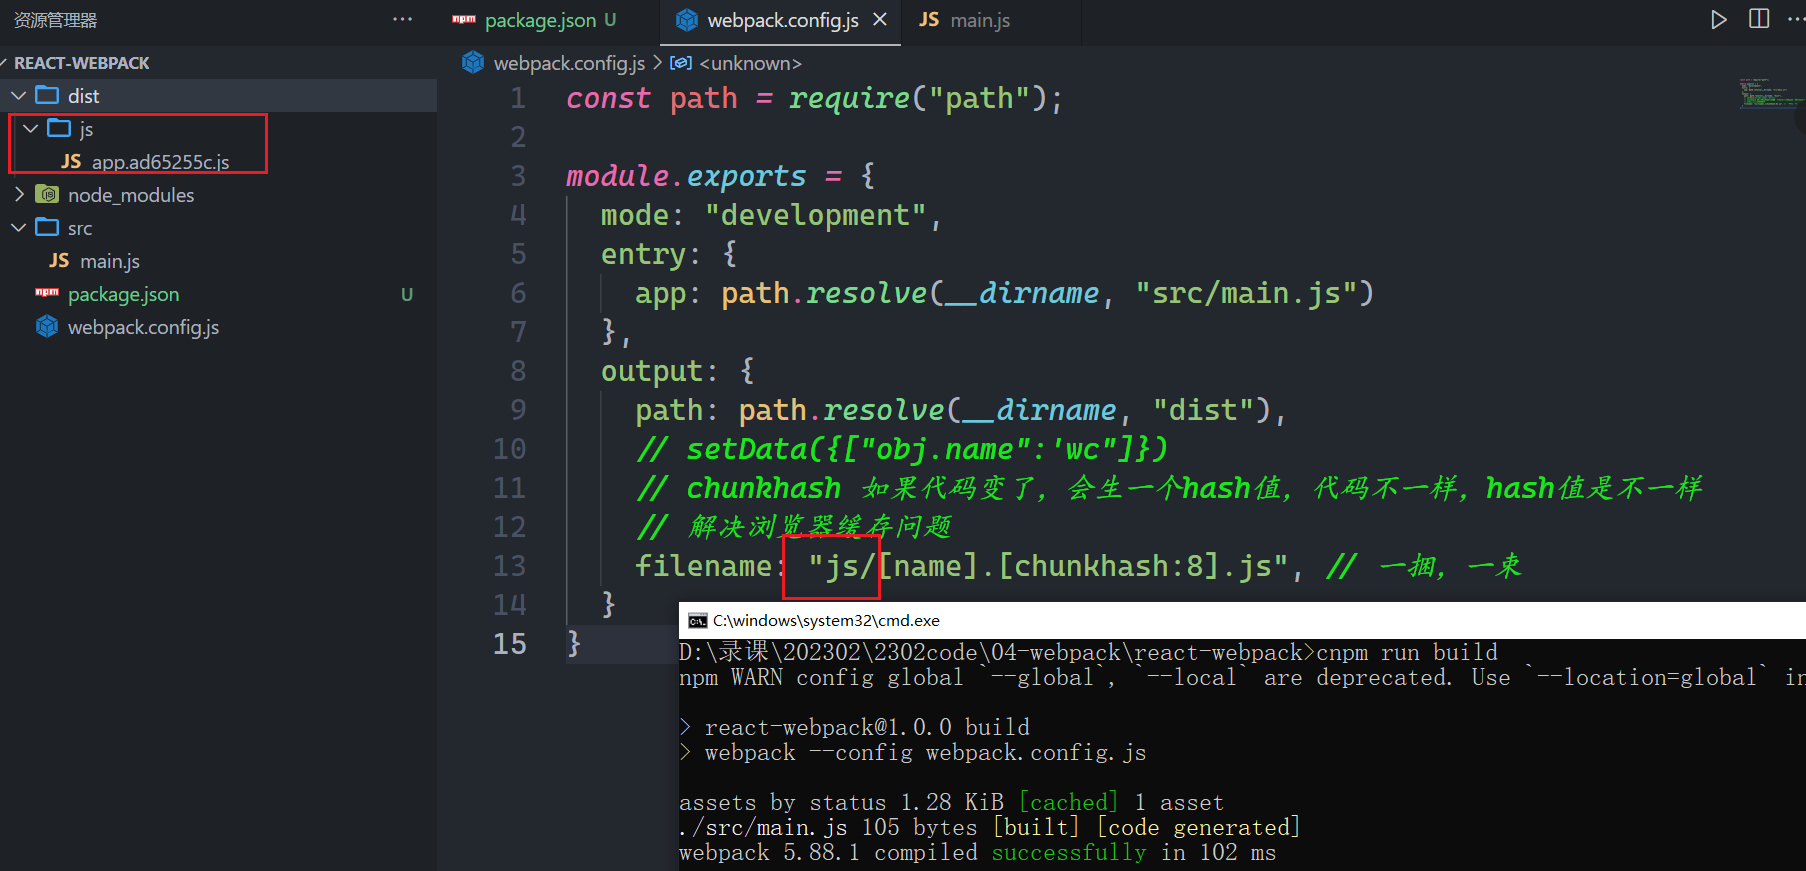 资源管理器
package.json U
webpack.config.js
JS main.js
REACT-WEBPACK
dist
js
JS app.ad65255c.js
node_modules
src
JS main.js
package.json U
webpack.config.js
webpack.config.js > <unknown>
1 const path = require("path");
2
3 module.exports = {
4 mode: "development",
5 entry: {
6 app: path.resolve(__dirname, "src/main.js")
7 },
8 output: {
9 path: path.resolve(__dirname, "dist"),
10 // setData({["obj.name":'wc"]})
11 // chunkhash 如果代码变了，会生一个hash值，代码不一样，hash值是不一样
12 // 解决浏览器缓存问题
13 filename: "js/[name].[chunkhash:8].js", // 一捆，一束
14 }
15 }
C:\windows\system32\cmd.exe
D:\录课\202302\2302code\04-webpack\react-webpack>cnpm run build
npm WARN config global `--global`, `--local` are deprecated. Use `--location=global` in
> react-webpack@1.0.0 build
> webpack --config webpack.config.js
assets by status 1.28 KiB [cached] 1 asset
./src/main.js 105 bytes [built] [code generated]
webpack 5.88.1 compiled successfully in 102 ms